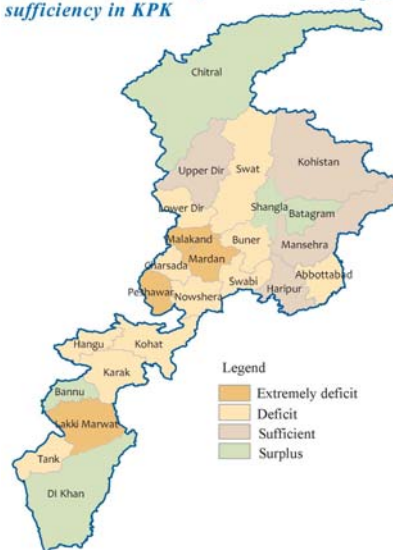 sufficiency in KPK
Chitral
Upper Dir
Swat
Kohistan
Lower Dir
Shangla
Batagram
Malakand
Buner
Mansehra
Mardan
Charsada
Abbottabad
Swabi
Haripur
Peshawar
Nowshera
Hangu
Kohat
Karak
Legend
Bannu
Extremely deficit
Deficit
Lakki Marwat
Sufficient
Surplus
Tank
DI Khan